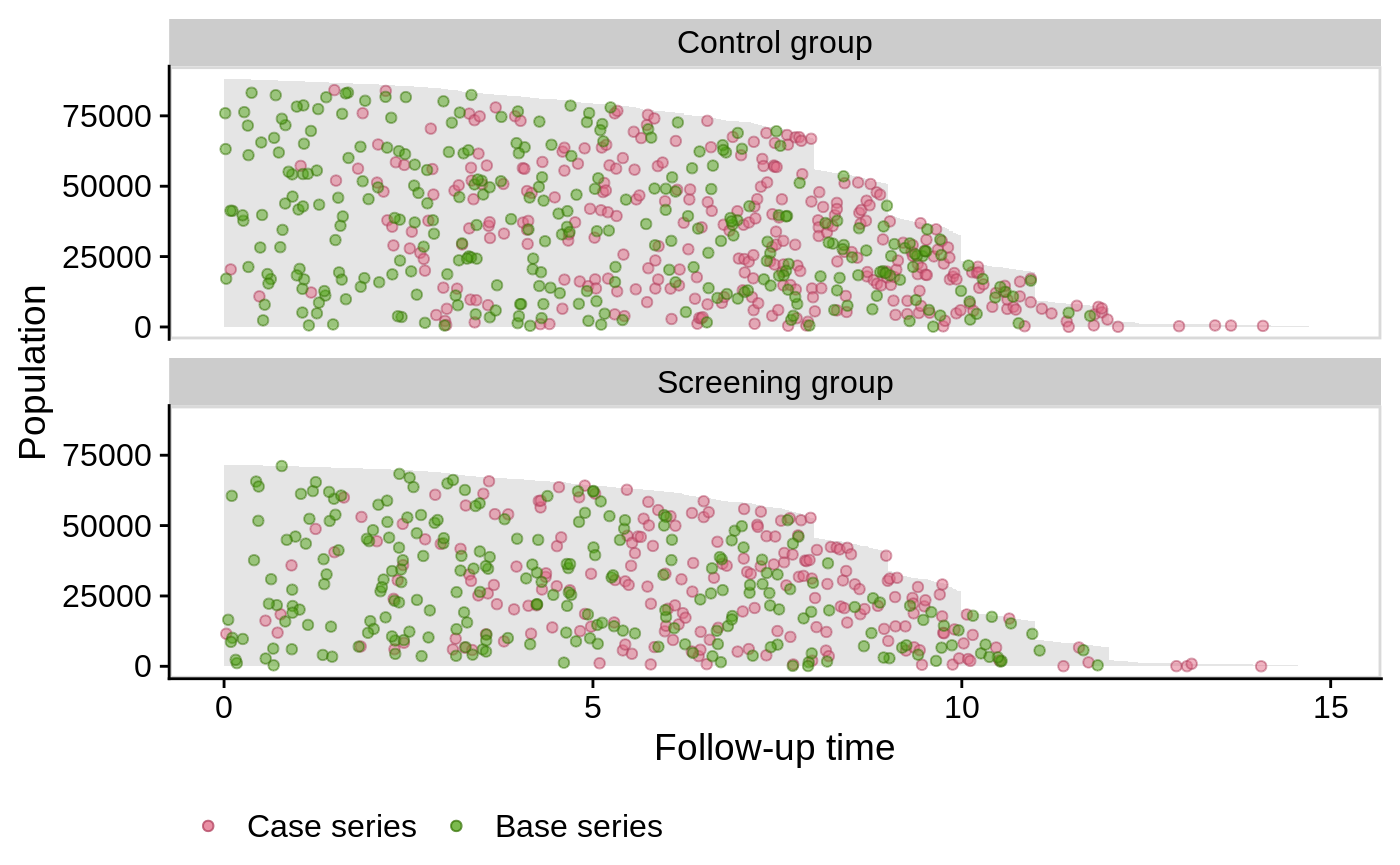 Control group
75000
50000
25000
0
Population
Screening group
75000
50000
25000
0
0 5 10 15
Follow-up time
Case series Base series